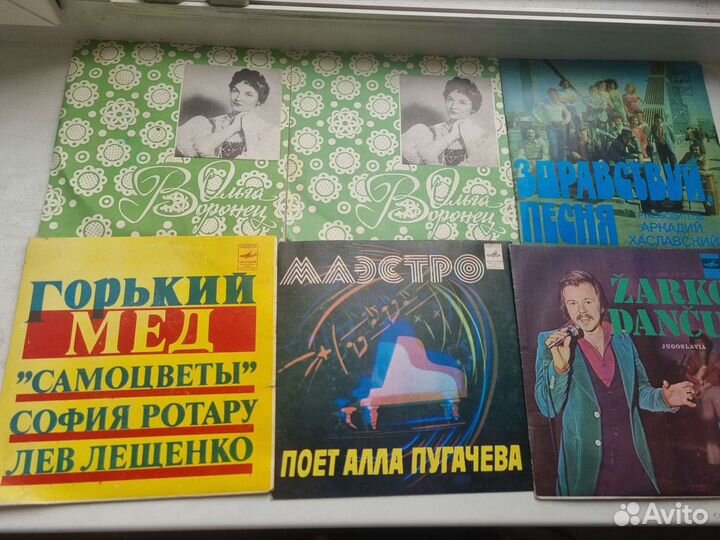 Ольга
Воронец
Ольга
Воронец
ЗДРАВСТВУЙ,
ПЕСНЯ
РУКОВОДИТЕЛЬ
АРКАДИЙ
ХАСЛАВСКИЙ
ГОРЬКИЙ
МЕД
"САМОЦВЕТЫ"
СОФИЯ РОТАРУ
ЛЕВ ЛЕЩЕНКО
МАЭСТРО
ПОЕТ АЛЛА ПУГАЧЕВА
ŽARKO
DANČU
JUGOSLAVIA
Avito